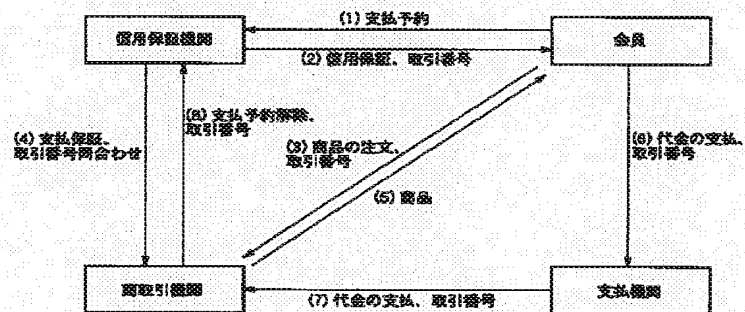 (1) 支払予約
信用保証機関
会員
(2) 信用保証、取引番号
(4) 支払保証、
取引番号問合わせ
(8) 支払予約解除、
取引番号
(3) 商品の注文、
取引番号
(6) 代金の支払、
取引番号
(5) 商品
商取引機関
支払機関
(7) 代金の支払、取引番号